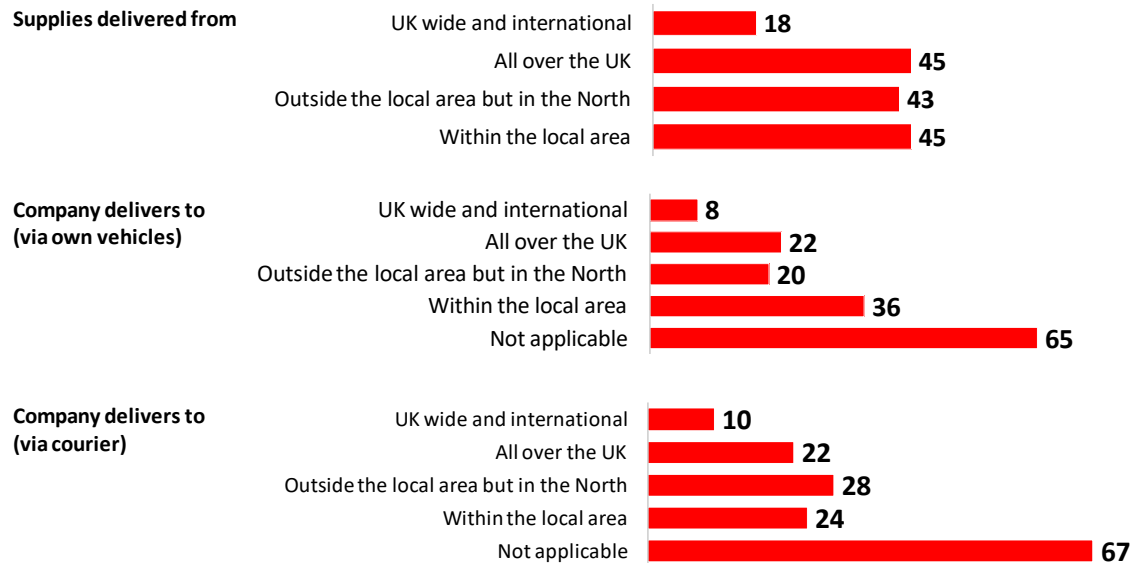 Supplies delivered from
UK wide and international 18
All over the UK 45
Outside the local area but in the North 43
Within the local area 45
Company delivers to
(via own vehicles)
UK wide and international 8
All over the UK 22
Outside the local area but in the North 20
Within the local area 36
Not applicable 65
Company delivers to
(via courier)
UK wide and international 10
All over the UK 22
Outside the local area but in the North 28
Within the local area 24
Not applicable 67